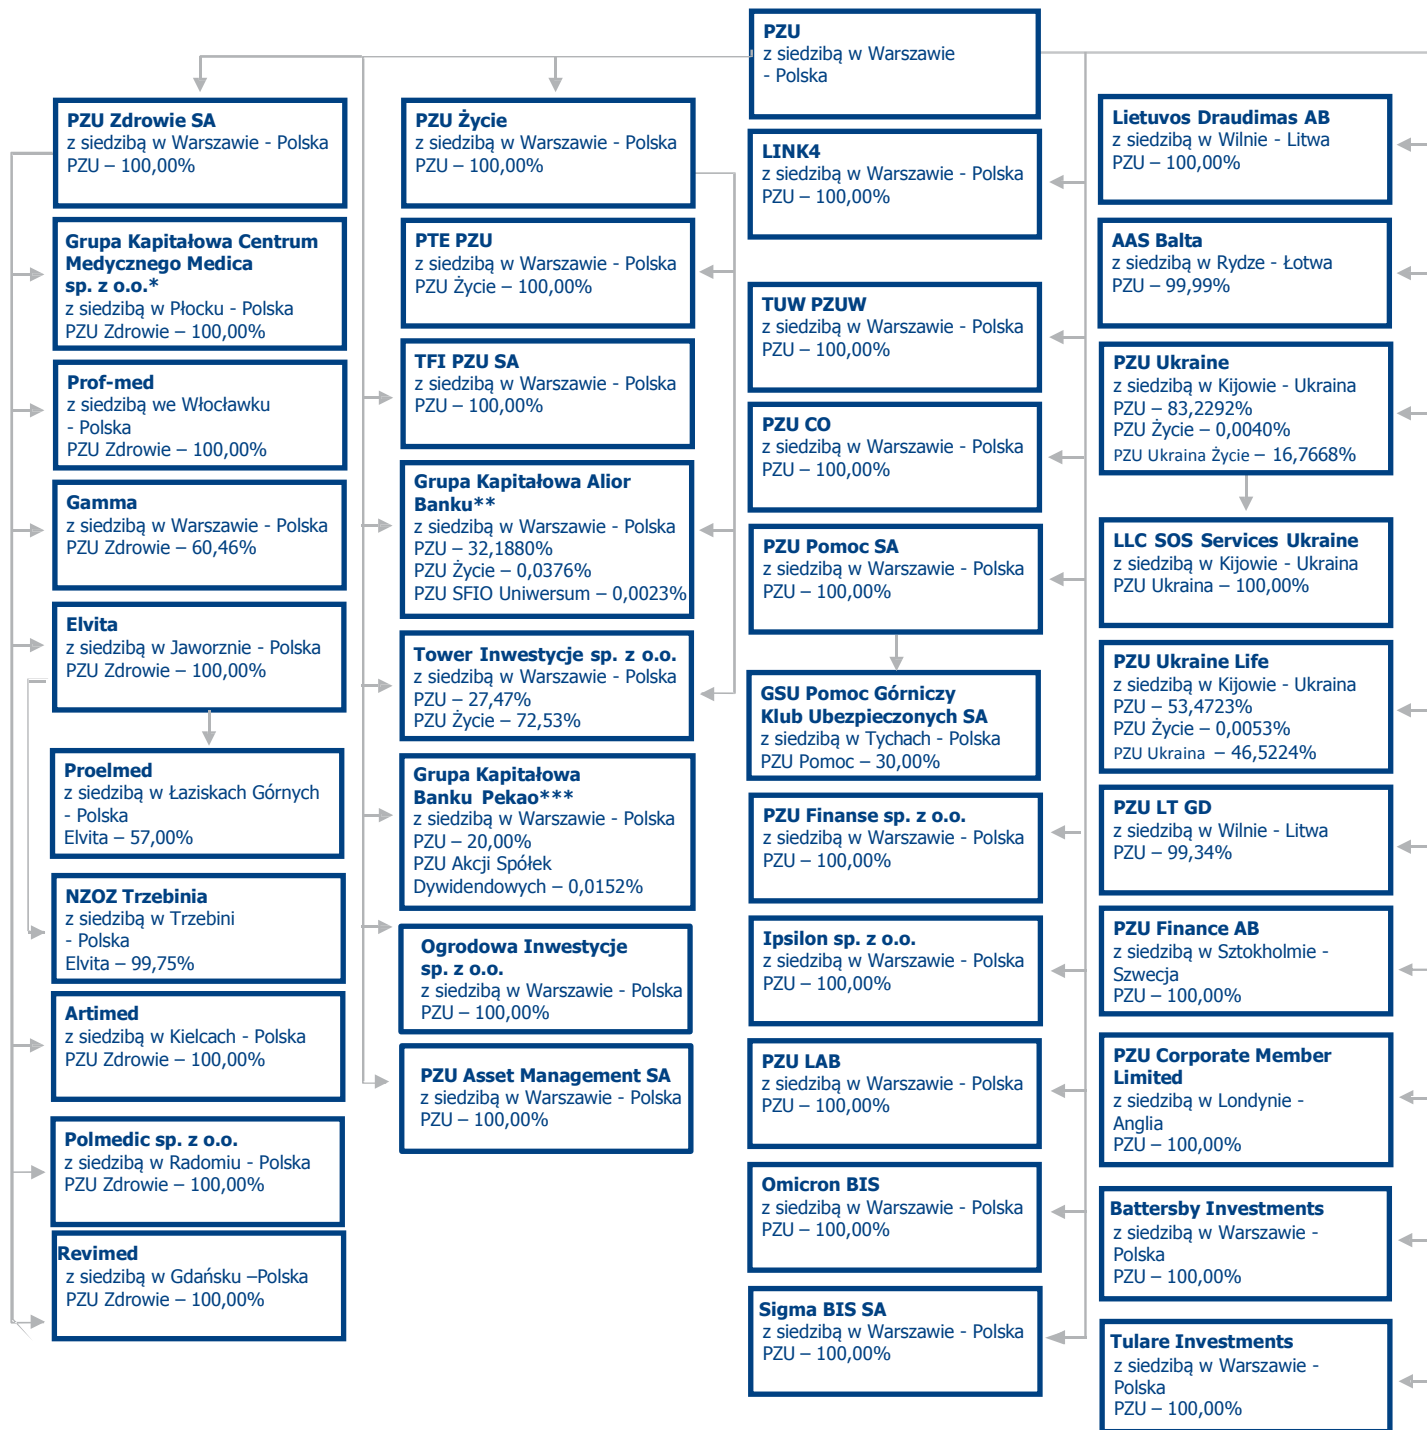 PZU
z siedzibą w Warszawie
- Polska
PZU Zdrowie SA
z siedzibą w Warszawie - Polska
PZU – 100,00%
Grupa Kapitałowa Centrum
Medycznego Medica
sp. z o.o.*
z siedzibą w Płocku - Polska
PZU Zdrowie – 100,00%
Prof-med
z siedzibą we Włocławku
- Polska
PZU Zdrowie – 100,00%
Gamma
z siedzibą w Warszawie - Polska
PZU Zdrowie – 60,46%
Elvita
z siedzibą w Jaworznie - Polska
PZU Zdrowie – 100,00%
Proelmed
z siedzibą w Łaziskach Górnych
- Polska
Elvita – 57,00%
NZOZ Trzebinia
z siedzibą w Trzebini
- Polska
Elvita – 99,75%
Artimed
z siedzibą w Kielcach - Polska
PZU Zdrowie – 100,00%
Polmedic sp. z o.o.
z siedzibą w Radomiu - Polska
PZU Zdrowie – 100,00%
Revimed
z siedzibą w Gdańsku –Polska
PZU Zdrowie – 100,00%
PZU Życie
z siedzibą w Warszawie - Polska
PZU – 100,00%
PTE PZU
z siedzibą w Warszawie - Polska
PZU Życie – 100,00%
TFI PZU SA
z siedzibą w Warszawie - Polska
PZU – 100,00%
Grupa Kapitałowa Alior
Banku**
z siedzibą w Warszawie - Polska
PZU – 32,1880%
PZU Życie – 0,0376%
PZU SFIO Uniwersum – 0,0023%
Tower Inwestycje sp. z o.o.
z siedzibą w Warszawie - Polska
PZU – 27,47%
PZU Życie – 72,53%
Grupa Kapitałowa
Banku Pekao***
z siedzibą w Warszawie - Polska
PZU – 20,00%
PZU Akcji Spółek
Dywidendowych – 0,0152%
Ogrodowa Inwestycje
sp. z o.o.
z siedzibą w Warszawie - Polska
PZU – 100,00%
PZU Asset Management SA
z siedzibą w Warszawie - Polska
PZU – 100,00%
LINK4
z siedzibą w Warszawie - Polska
PZU – 100,00%
TUW PZUW
z siedzibą w Warszawie - Polska
PZU – 100,00%
PZU CO
z siedzibą w Warszawie - Polska
PZU – 100,00%
PZU Pomoc SA
z siedzibą w Warszawie - Polska
PZU – 100,00%
GSU Pomoc Górniczy
Klub Ubezpieczonych SA
z siedzibą w Tychach - Polska
PZU Pomoc – 30,00%
PZU Finanse sp. z o.o.
z siedzibą w Warszawie - Polska
PZU – 100,00%
Ipsilon sp. z o.o.
z siedzibą w Warszawie - Polska
PZU – 100,00%
PZU LAB
z siedzibą w Warszawie - Polska
PZU – 100,00%
Omicron BIS
z siedzibą w Warszawie - Polska
PZU – 100,00%
Sigma BIS SA
z siedzibą w Warszawie - Polska
PZU – 100,00%
Lietuvos Draudimas AB
z siedzibą w Wilnie - Litwa
PZU – 100,00%
AAS Balta
z siedzibą w Rydze - Łotwa
PZU – 99,99%
PZU Ukraine
z siedzibą w Kijowie - Ukraina
PZU – 83,2292%
PZU Życie – 0,0040%
PZU Ukraina Życie – 16,7668%
LLC SOS Services Ukraine
z siedzibą w Kijowie - Ukraina
PZU Ukraina – 100,00%
PZU Ukraine Life
z siedzibą w Kijowie - Ukraina
PZU – 53,4723%
PZU Życie – 0,0053%
PZU Ukraina – 46,5224%
PZU LT GD
z siedzibą w Wilnie - Litwa
PZU – 99,34%
PZU Finance AB
z siedzibą w Sztokholmie -
Szwecja
PZU – 100,00%
PZU Corporate Member
Limited
z siedzibą w Londynie -
Anglia
PZU – 100,00%
Battersby Investments
z siedzibą w Warszawie -
Polska
PZU – 100,00%
Tulare Investments
z siedzibą w Warszawie -
Polska
PZU – 100,00%